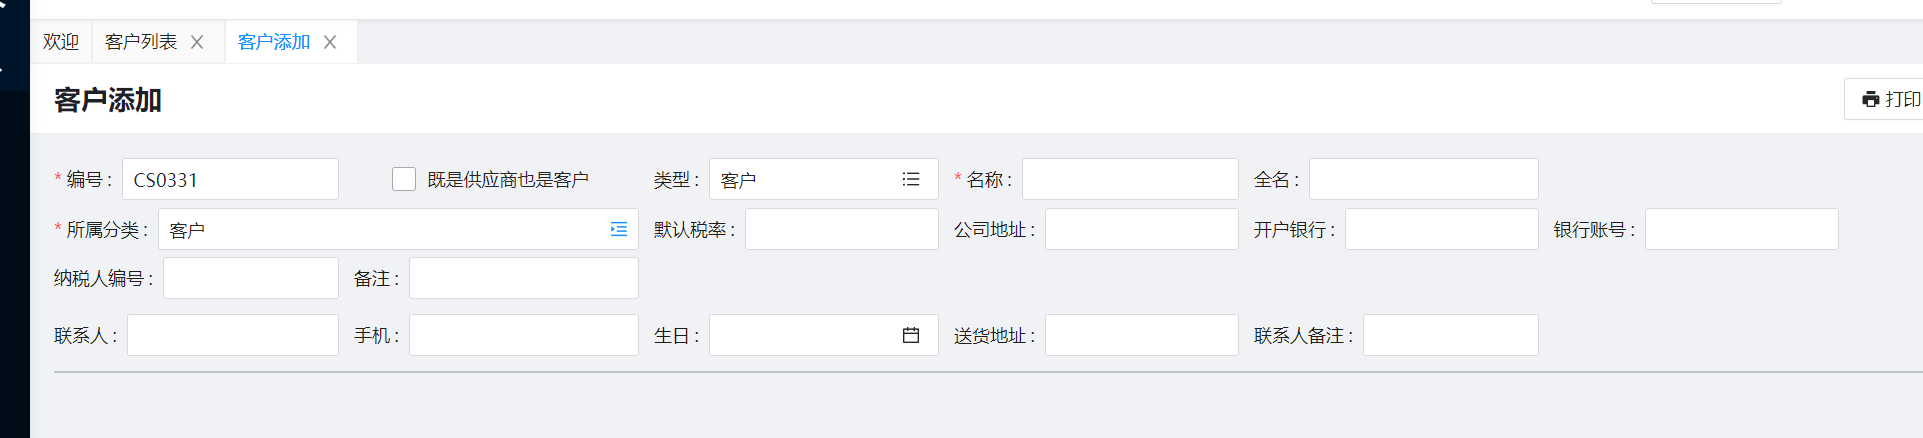 欢迎 客户列表 客户添加
客户添加 打印
* 编号 : CS0331 既是供应商也是客户 类型 : 客户 * 名称 : 全名 :
* 所属分类 : 客户 默认税率 : 公司地址 : 开户银行 : 银行账号 :
纳税人编号 : 备注 :
联系人 : 手机 : 生日 : 送货地址 : 联系人备注 :